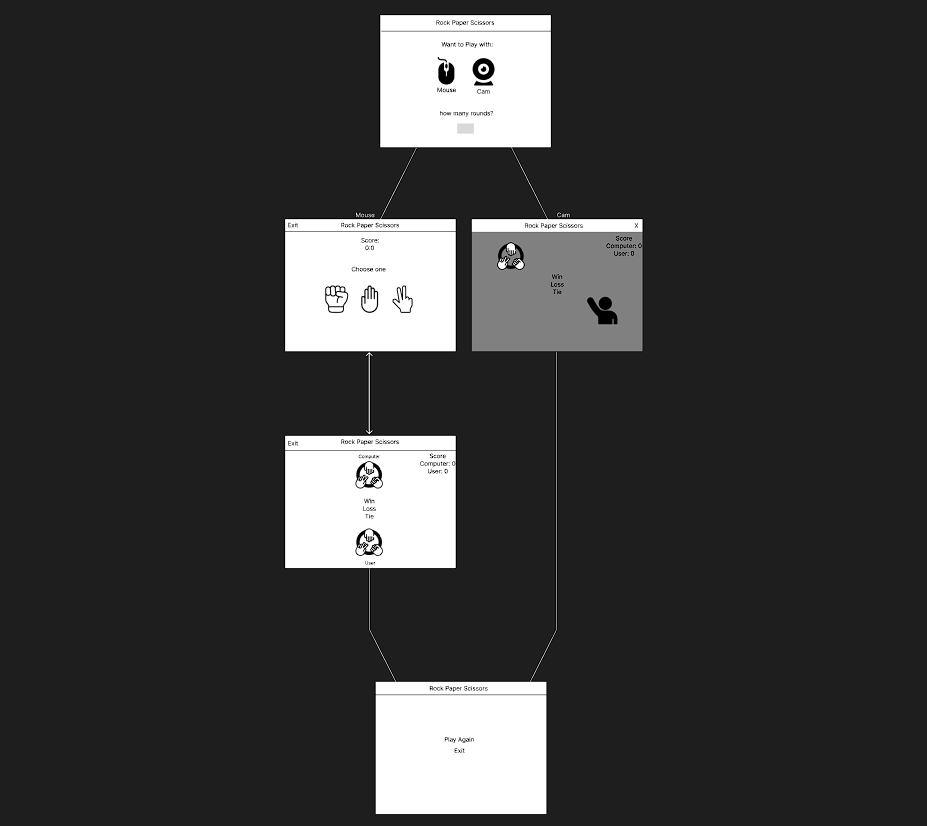 Rock Paper Scissors
Want to Play with:
Mouse
Cam
how many rounds?
Mouse
Exit
Rock Paper Scissors
Score:
0:0
Choose one
Cam
Rock Paper Scissors
X
Score
Computer: 0
User: 0
Win
Loss
Tie
Exit
Rock Paper Scissors
Computer
Score
Computer: 0
User: 0
Win
Loss
Tie
User
Rock Paper Scissors
Play Again
Exit